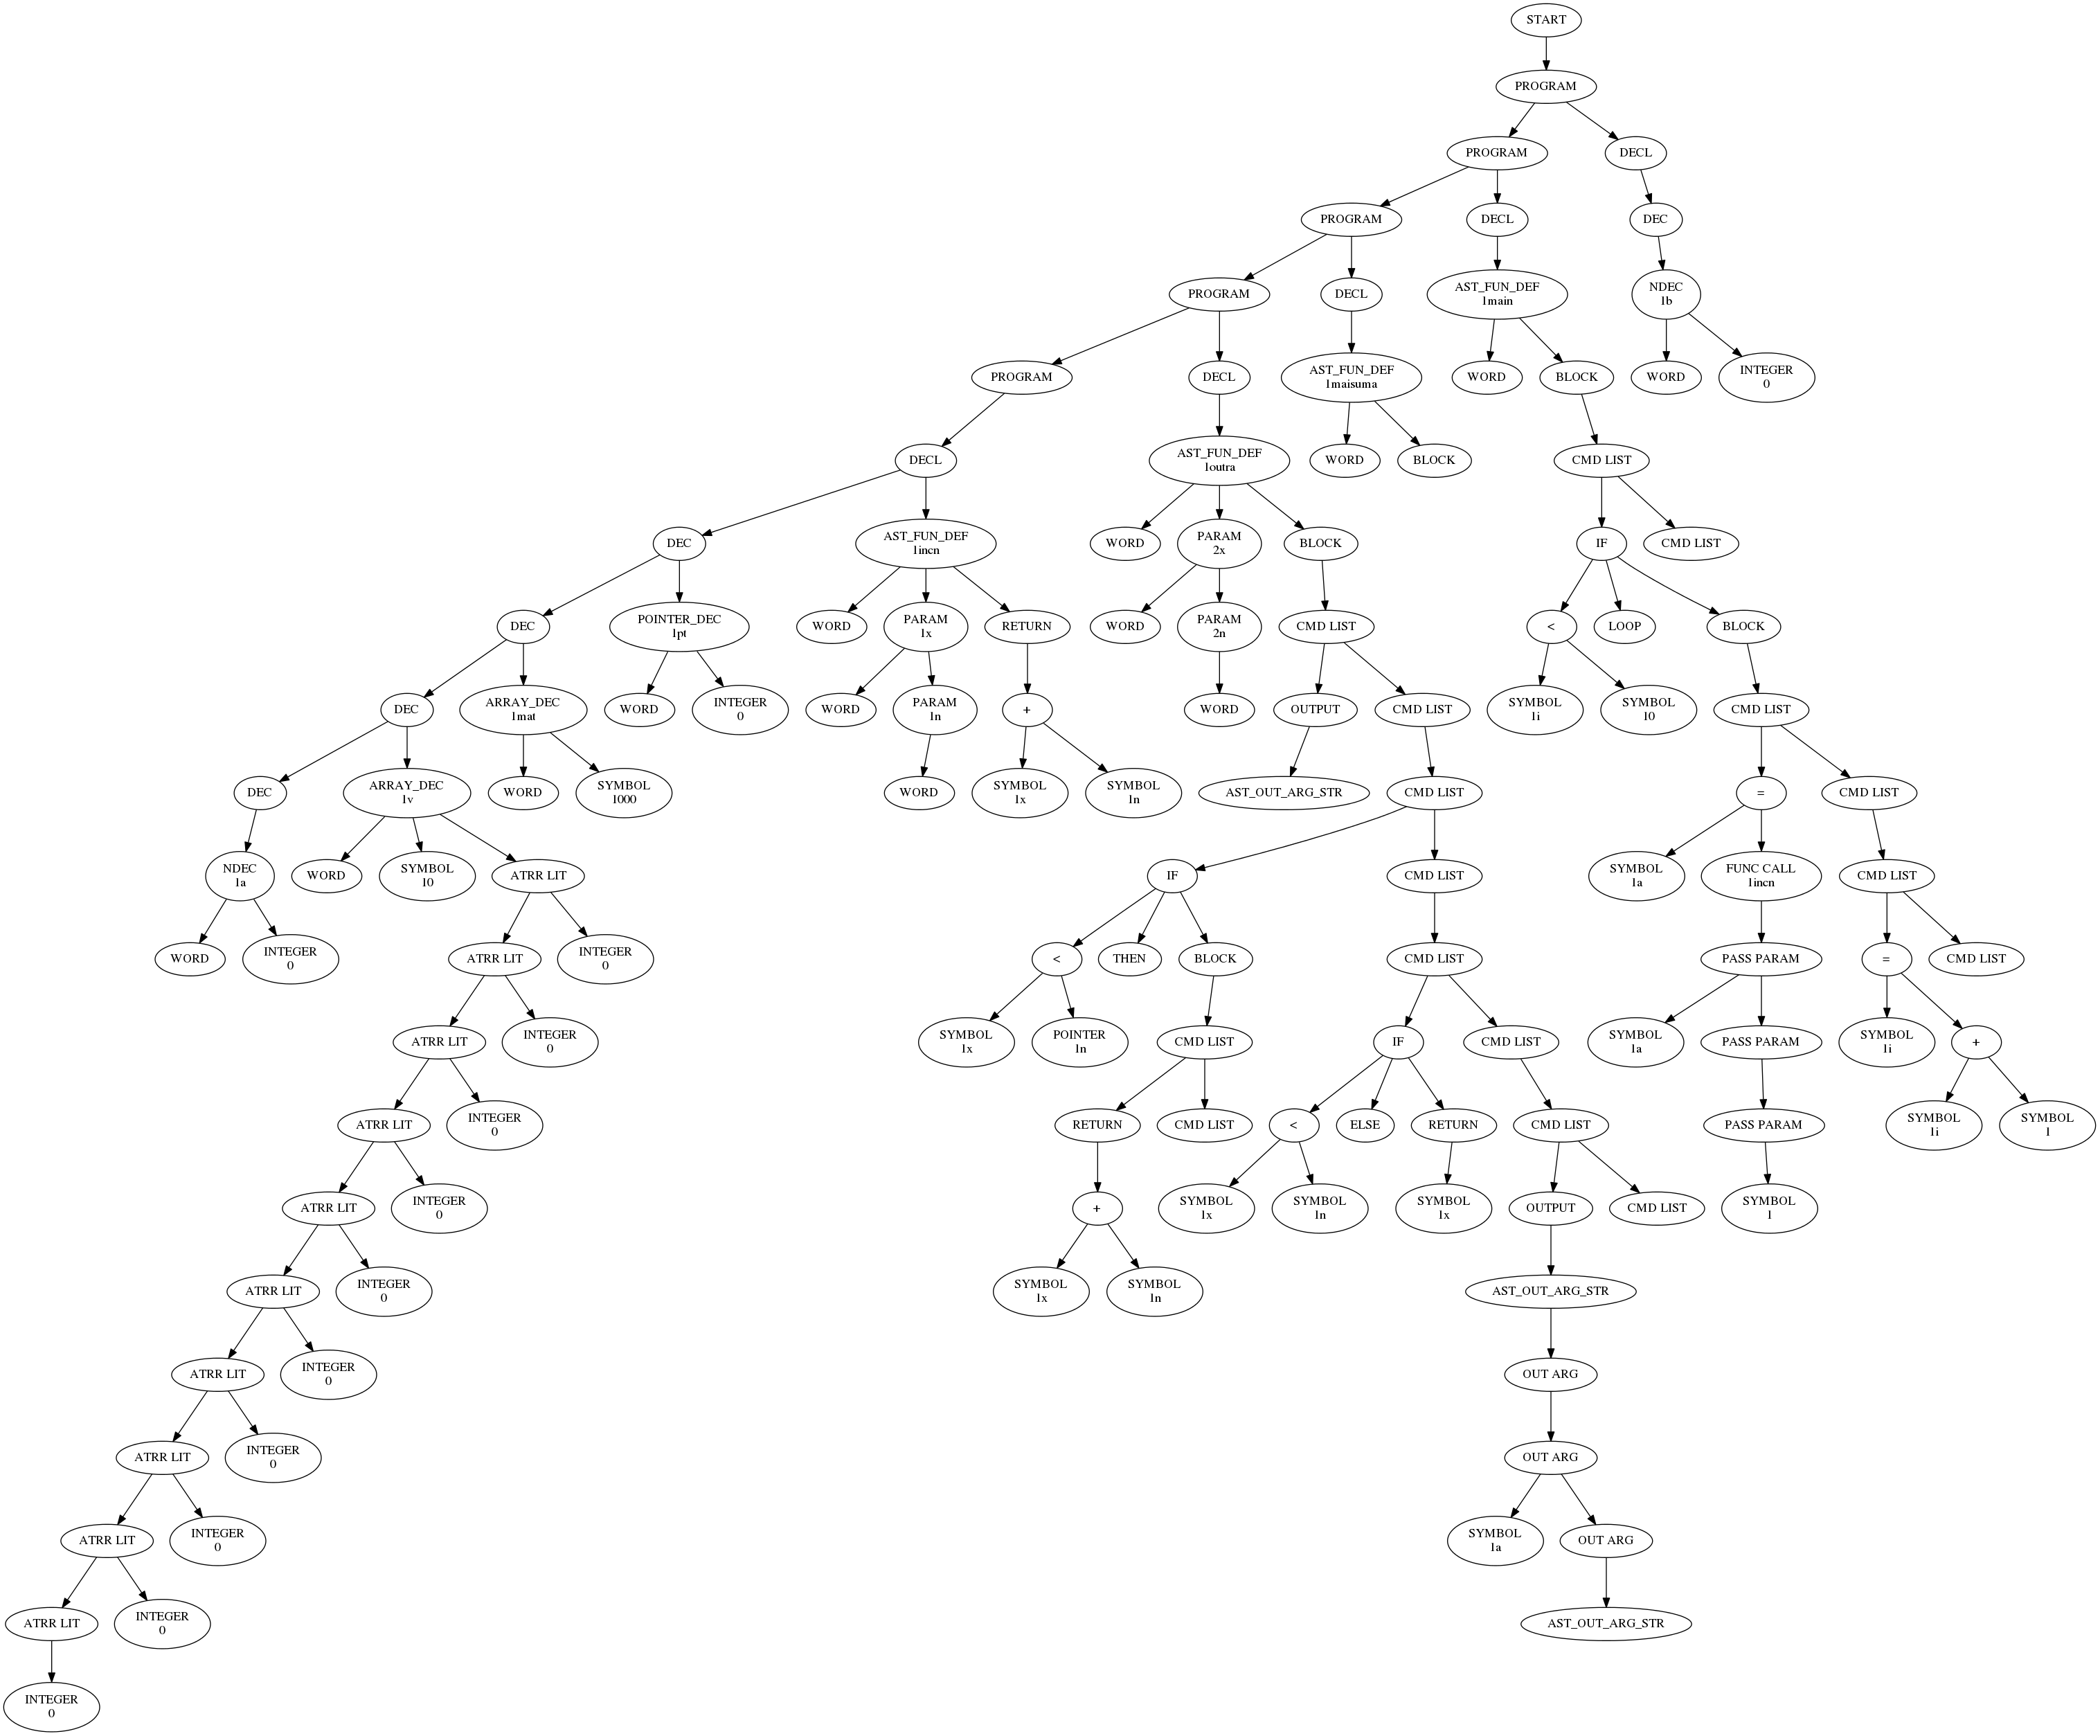 START
PROGRAM
PROGRAM
DECL
PROGRAM
DECL
DEC
PROGRAM
DECL
AST_FUN_DEF
1main
NDEC
1b
PROGRAM
DECL
AST_FUN_DEF
1maisuma
WORD
BLOCK
WORD
INTEGER
0
DECL
AST_FUN_DEF
1outra
WORD
BLOCK
CMD LIST
DEC
AST_FUN_DEF
1incn
WORD
PARAM
2x
BLOCK
IF
CMD LIST
DEC
POINTER_DEC
1pt
WORD
PARAM
1x
RETURN
WORD
PARAM
2n
CMD LIST
<
LOOP
BLOCK
DEC
ARRAY_DEC
1mat
WORD
INTEGER
0
WORD
PARAM
1n
+
WORD
OUTPUT
CMD LIST
SYMBOL
1i
SYMBOL
10
CMD LIST
DEC
ARRAY_DEC
1v
WORD
SYMBOL
1000
WORD
SYMBOL
1x
SYMBOL
1n
AST_OUT_ARG_STR
CMD LIST
=
CMD LIST
NDEC
1a
WORD
SYMBOL
10
ATRR LIT
IF
CMD LIST
SYMBOL
1a
FUNC CALL
1incn
CMD LIST
WORD
INTEGER
0
ATRR LIT
INTEGER
0
<
THEN
BLOCK
CMD LIST
PASS PARAM
=
CMD LIST
ATRR LIT
INTEGER
0
SYMBOL
1x
POINTER
1n
CMD LIST
IF
CMD LIST
SYMBOL
1a
PASS PARAM
SYMBOL
1i
+
ATRR LIT
INTEGER
0
RETURN
CMD LIST
<
ELSE
RETURN
CMD LIST
PASS PARAM
SYMBOL
1i
SYMBOL
1
ATRR LIT
INTEGER
0
+
SYMBOL
1x
SYMBOL
1n
SYMBOL
1x
OUTPUT
CMD LIST
SYMBOL
1
ATRR LIT
INTEGER
0
SYMBOL
1x
SYMBOL
1n
AST_OUT_ARG_STR
ATRR LIT
INTEGER
0
OUT ARG
ATRR LIT
INTEGER
0
OUT ARG
ATRR LIT
INTEGER
0
SYMBOL
1a
OUT ARG
ATRR LIT
INTEGER
0
AST_OUT_ARG_STR
INTEGER
0